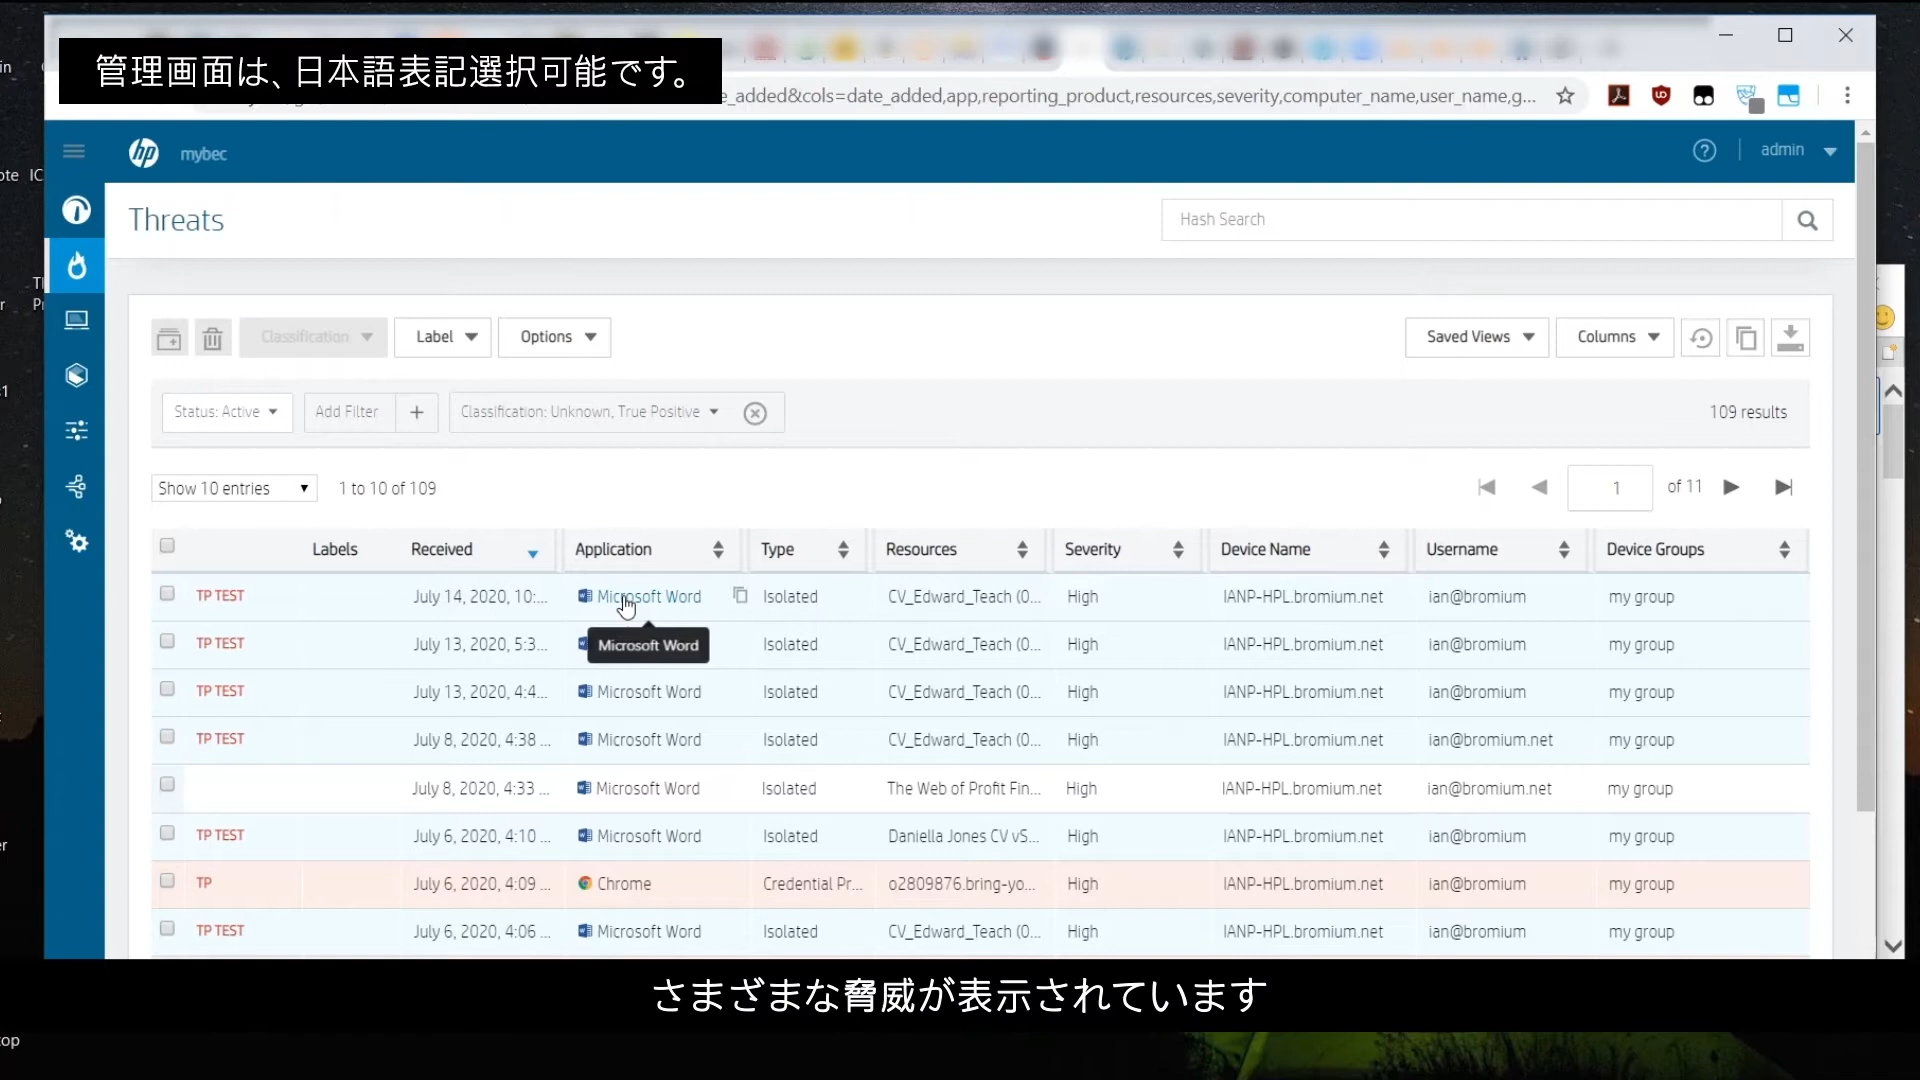 管理画面は、日本語表記選択可能です。
e_added&cols=date_added,app,reporting_product,resources,severity,computer_name,user_name,g...
hp mybec
admin
Threats
Hash Search
Classification Label Options
Saved Views Columns
Status: Active Add Filter + Classification: Unknown, True Positive
109 results
Show 10 entries 1 to 10 of 109
1 of 11
Labels Received Application Type Resources Severity Device Name Username Device Groups
TP TEST July 14, 2020, 10:... Microsoft Word Isolated CV_Edward_Teach (0... High IANP-HPL.bromium.net ian@bromium my group
Microsoft Word
TP TEST July 13, 2020, 5:3... Isolated CV_Edward_Teach (0... High IANP-HPL.bromium.net ian@bromium my group
TP TEST July 13, 2020, 4:4... Microsoft Word Isolated CV_Edward_Teach (0... High IANP-HPL.bromium.net ian@bromium my group
TP TEST July 8, 2020, 4:38 ... Microsoft Word Isolated CV_Edward_Teach (0... High IANP-HPL.bromium.net ian@bromium.net my group
July 8, 2020, 4:33 ... Microsoft Word Isolated The Web of Profit Fin... High IANP-HPL.bromium.net ian@bromium.net my group
TP TEST July 6, 2020, 4:10 ... Microsoft Word Isolated Daniella Jones CV vS... High IANP-HPL.bromium.net ian@bromium my group
TP July 6, 2020, 4:09 ... Chrome Credential Pr... o2809876.bring-yo... High IANP-HPL.bromium.net ian@bromium my group
TP TEST July 6, 2020, 4:06 ... Microsoft Word Isolated CV_Edward_Teach (0... High IANP-HPL.bromium.net ian@bromium my group
さまざまな脅威が表示されています